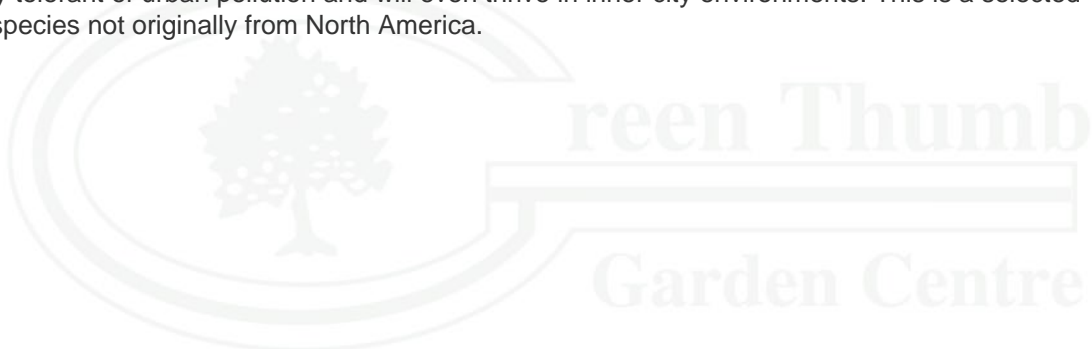 y tolerant of urban pollution and will even thrive in inner city environments. This is a selected
species not originally from North America.
reen Thumb
Garden Centre